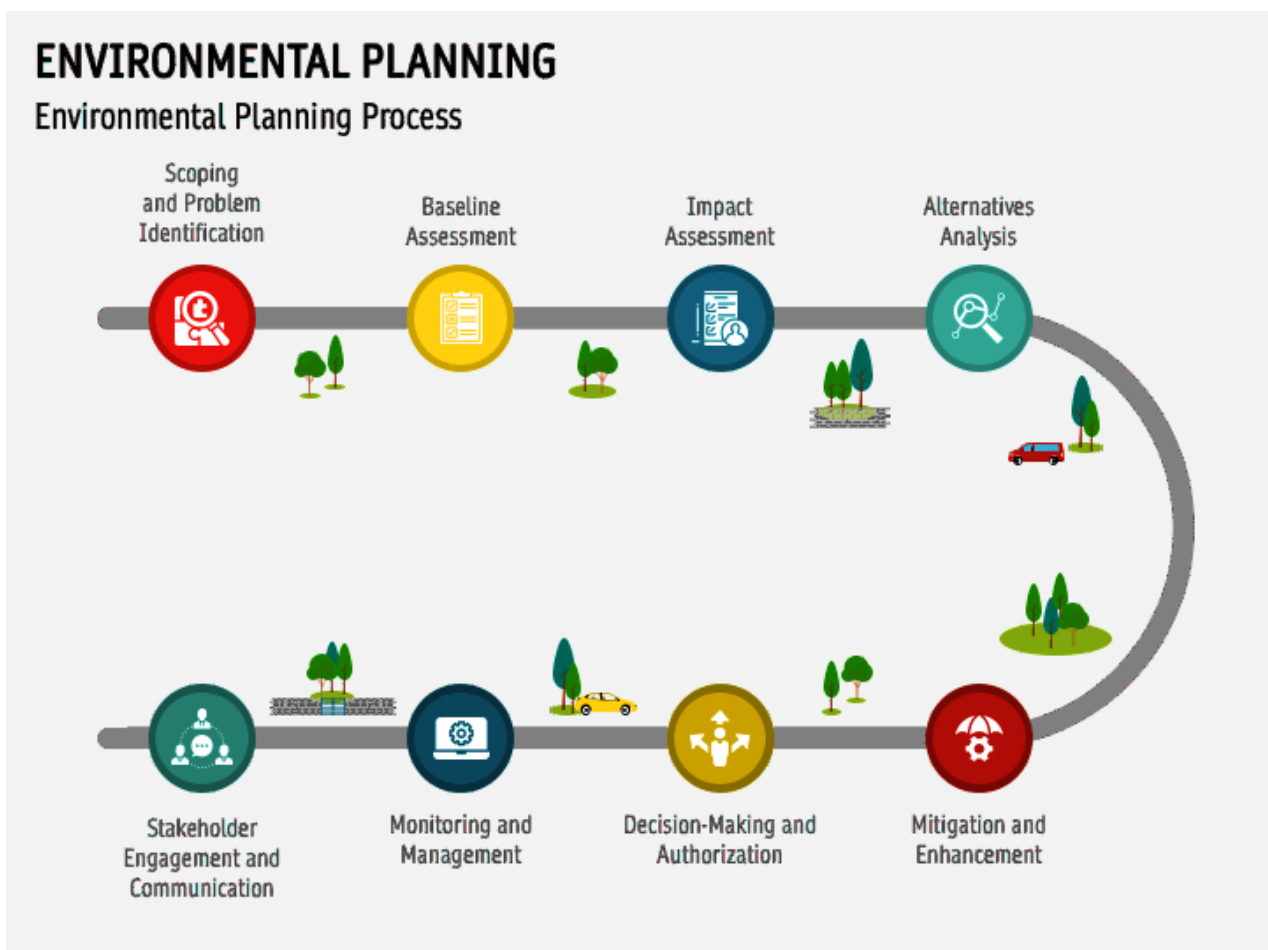 ENVIRONMENTAL PLANNING
Environmental Planning Process
Scoping
and Problem
Identification
Baseline
Assessment
Impact
Assessment
Alternatives
Analysis
Stakeholder
Engagement and
Communication
Monitoring and
Management
Decision-Making and
Authorization
Mitigation and
Enhancement